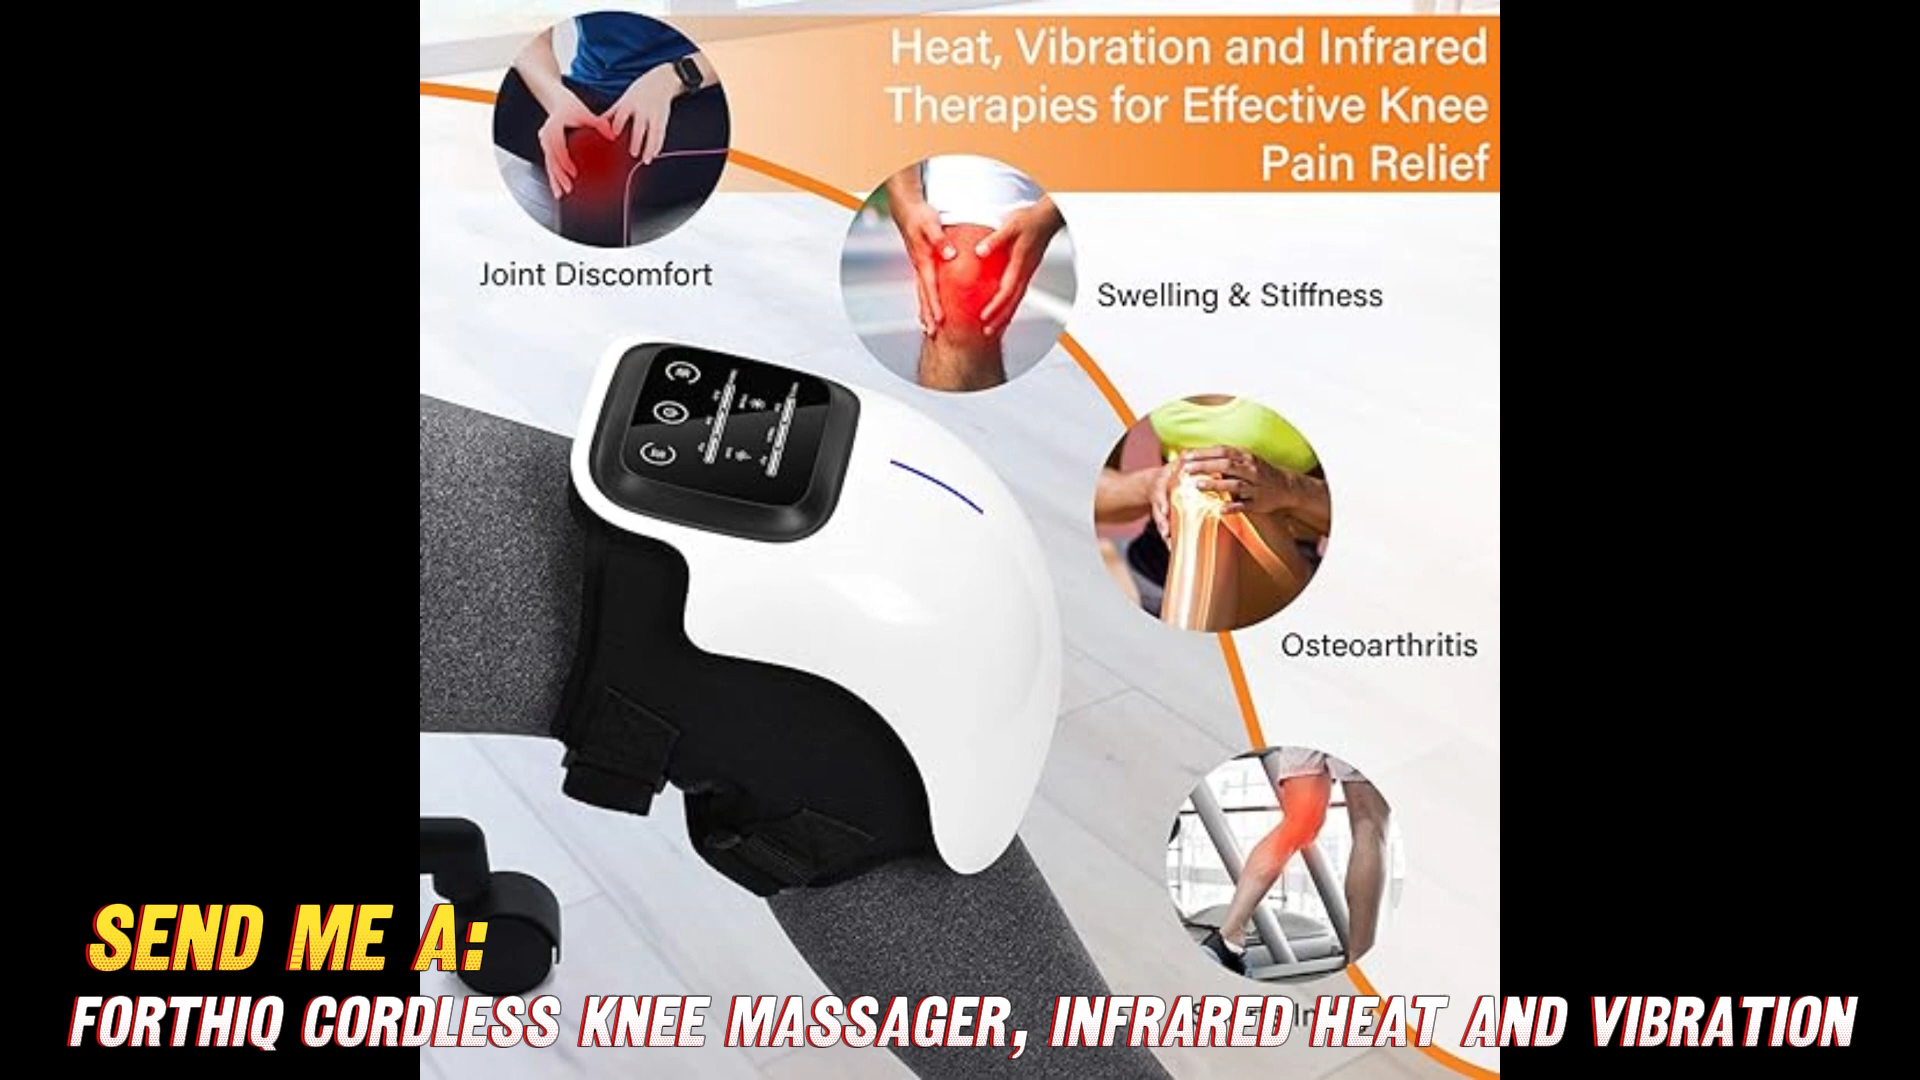 Heat, Vibration and Infrared
Therapies for Effective Knee
Pain Relief
Joint Discomfort
Swelling & Stiffness
Osteoarthritis
SEND ME A:
FORTHIQ CORDLESS KNEE MASSAGER, INFRARED HEAT AND VIBRATION